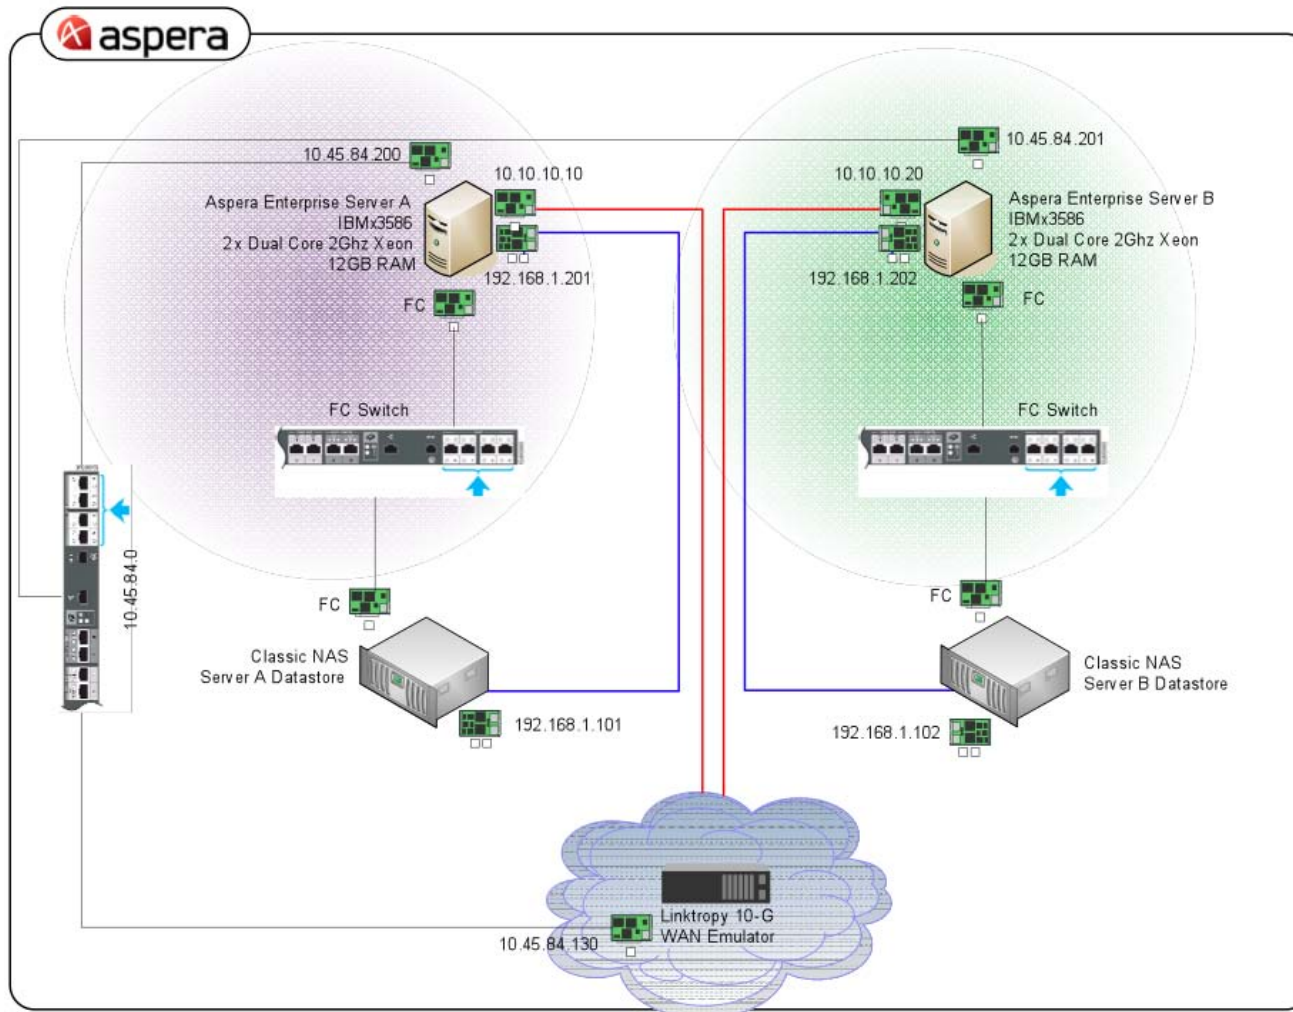 aspera
10.45.84.200
10.10.10.10
Aspera Enterprise Server A
IBMx3586
2x Dual Core 2Ghz Xeon
12GB RAM
192.168.1.201
FC
FC Switch
10.45.84.0
FC
Classic NAS
Server A Datastore
192.168.1.101
10.45.84.201
10.10.10.20
Aspera Enterprise Server B
IBMx3586
2x Dual Core 2Ghz Xeon
12GB RAM
192.168.1.202
FC
FC Switch
FC
Classic NAS
Server B Datastore
192.168.1.102
Linktropy 10-G
WAN Emulator
10.45.84.130